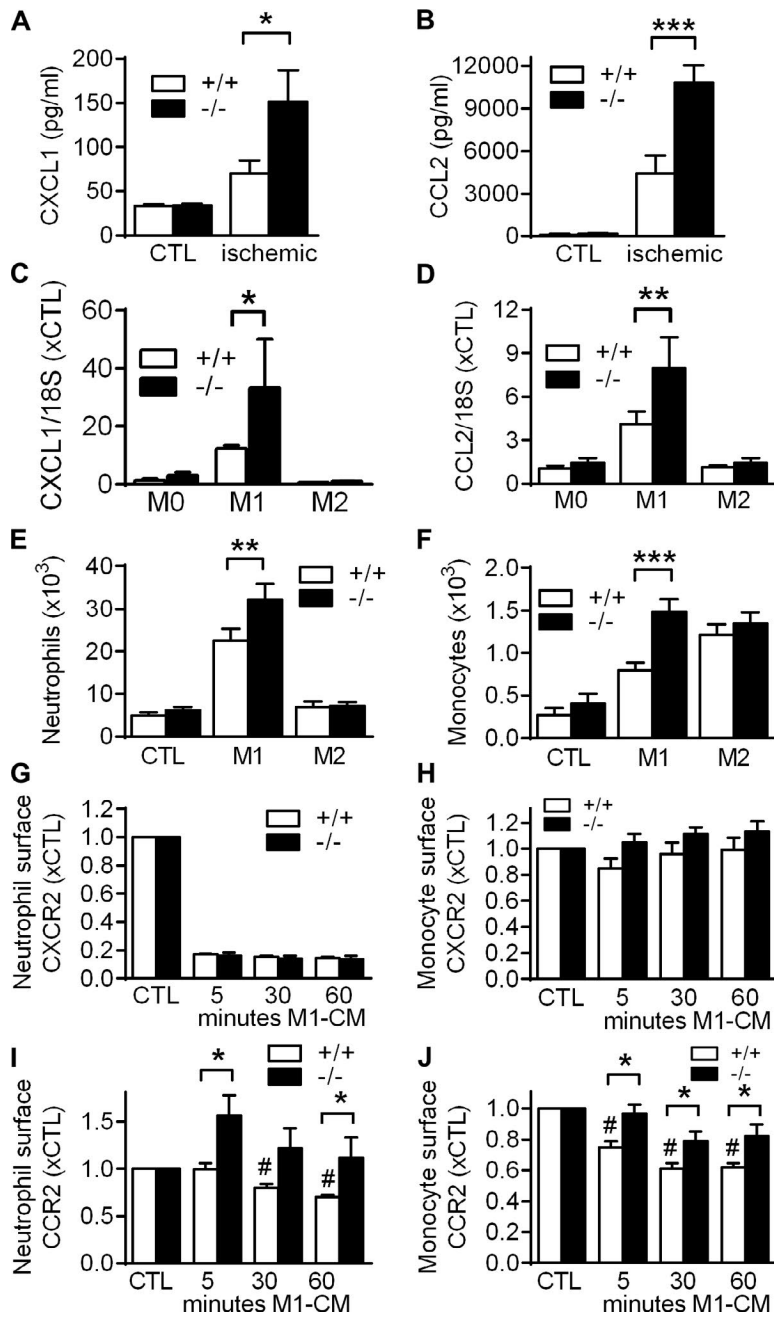 A
CXCL1 (pg/ml)
200
150
100
50
0
+/+
-/-
*
CTL
ischemic
B
CCL2 (pg/ml)
12000
9000
6000
3000
0
+/+
-/-
***
CTL
ischemic
C
CXCL1/18S (xCTL)
60
40
20
0
+/+
-/-
*
M0
M1
M2
D
CCL2/18S (xCTL)
12
9
6
3
0
+/+
-/-
**
M0
M1
M2
E
Neutrophils (x10³)
40
30
20
10
0
**
+/+
-/-
CTL
M1
M2
F
Monocytes (x10³)
2.0
1.5
1.0
0.5
0.0
+/+
-/-
***
CTL
M1
M2
G
Neutrophil surface
CXCR2 (xCTL)
1.2
1.0
0.8
0.6
0.4
0.2
0.0
+/+
-/-
CTL
5
30
60
minutes M1-CM
H
Monocyte surface
CXCR2 (xCTL)
1.2
1.0
0.8
0.6
0.4
0.2
0.0
+/+
-/-
CTL
5
30
60
minutes M1-CM
I
Neutrophil surface
CCR2 (xCTL)
1.5
1.0
0.5
0.0
+/+
-/-
*
*
#
#
CTL
5
30
60
minutes M1-CM
J
Monocyte surface
CCR2 (xCTL)
1.0
0.8
0.6
0.4
0.2
0.0
+/+
-/-
*
*
*
#
#
#
CTL
5
30
60
minutes M1-CM